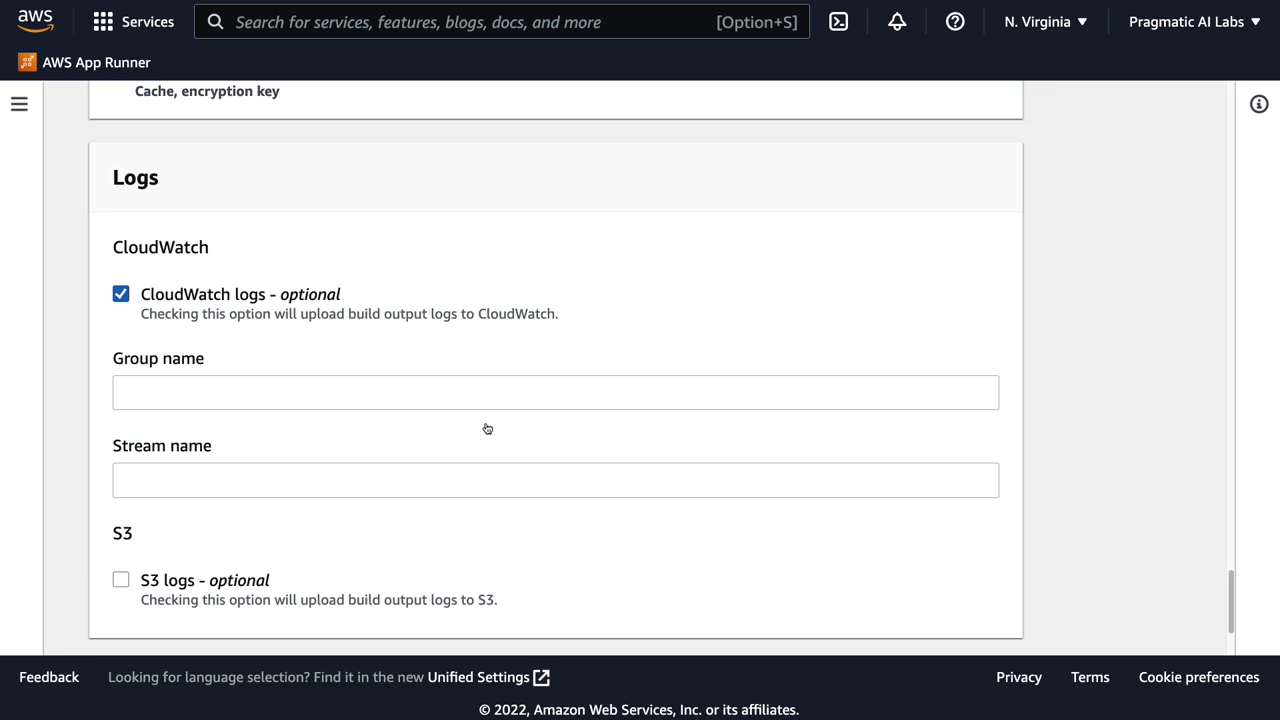 aws
Services
Search for services, features, blogs, docs, and more
[Option+S]
N. Virginia
Pragmatic AI Labs
AWS App Runner
Cache, encryption key
Logs
CloudWatch
CloudWatch logs - optional
Checking this option will upload build output logs to CloudWatch.
Group name
Stream name
S3
S3 logs - optional
Checking this option will upload build output logs to S3.
Feedback
Looking for language selection? Find it in the new Unified Settings
Privacy
Terms
Cookie preferences
© 2022, Amazon Web Services, Inc. or its affiliates.